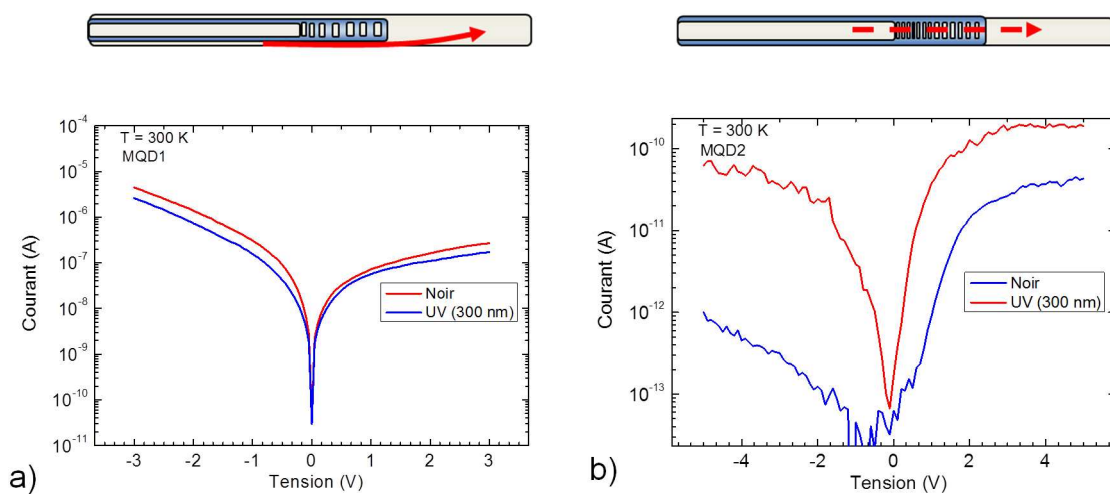 10⁻⁴
10⁻⁵
10⁻⁶
10⁻⁷
10⁻⁸
10⁻⁹
10⁻¹⁰
10⁻¹¹
Courant (A)
T = 300 K
MQD1
Noir
UV (300 nm)
-3 -2 -1 0 1 2 3
Tension (V)
a)
10⁻¹⁰
10⁻¹¹
10⁻¹²
10⁻¹³
Courant (A)
T = 300 K
MQD2
Noir
UV (300 nm)
-4 -2 0 2 4
Tension (V)
b)